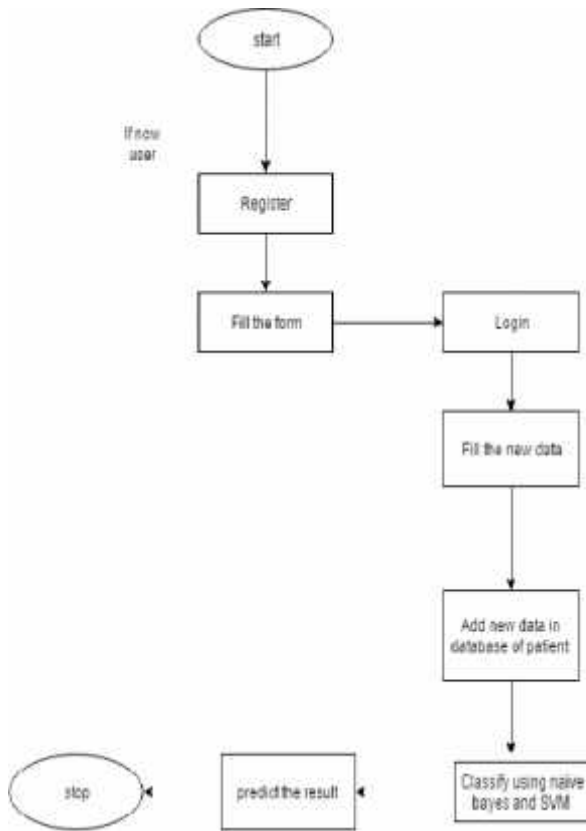 start
If new
user
Register
Fill the form
Login
Fill the new data
Add new data in
database of patient
Classify using naive
bayes and SVM
predict the result
stop